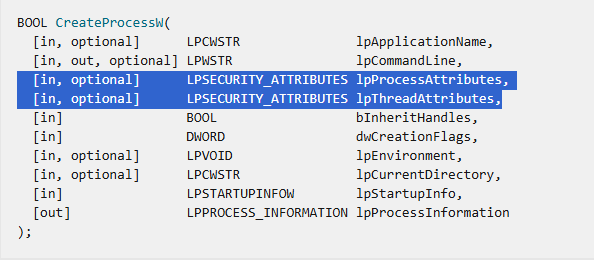 BOOL CreateProcessW(
  [in, optional]      LPCWSTR               lpApplicationName,
  [in, out, optional] LPWSTR                lpCommandLine,
  [in, optional]      LPSECURITY_ATTRIBUTES lpProcessAttributes,
  [in, optional]      LPSECURITY_ATTRIBUTES lpThreadAttributes,
  [in]                BOOL                  bInheritHandles,
  [in]                DWORD                 dwCreationFlags,
  [in, optional]      LPVOID                lpEnvironment,
  [in, optional]      LPCWSTR               lpCurrentDirectory,
  [in]                LPSTARTUPINFOW        lpStartupInfo,
  [out]               LPPROCESS_INFORMATION lpProcessInformation
);